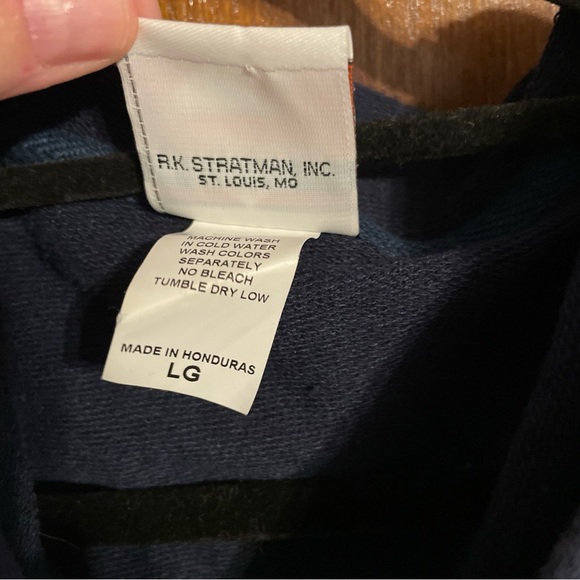 R.K. STRATMAN, INC.
ST. LOUIS, MO
MACHINE WASH
IN COLD WATER
WASH COLORS
SEPARATELY
NO BLEACH
TUMBLE DRY LOW
MADE IN HONDURAS
LG